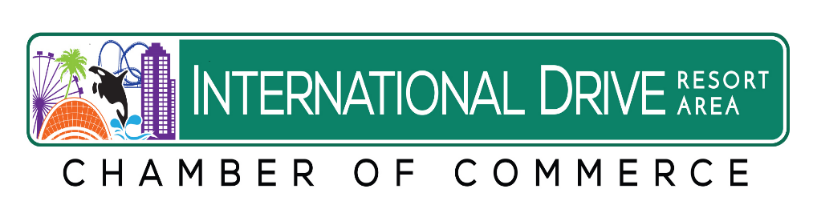 INTERNATIONAL DRIVE RESORT AREA
CHAMBER OF COMMERCE